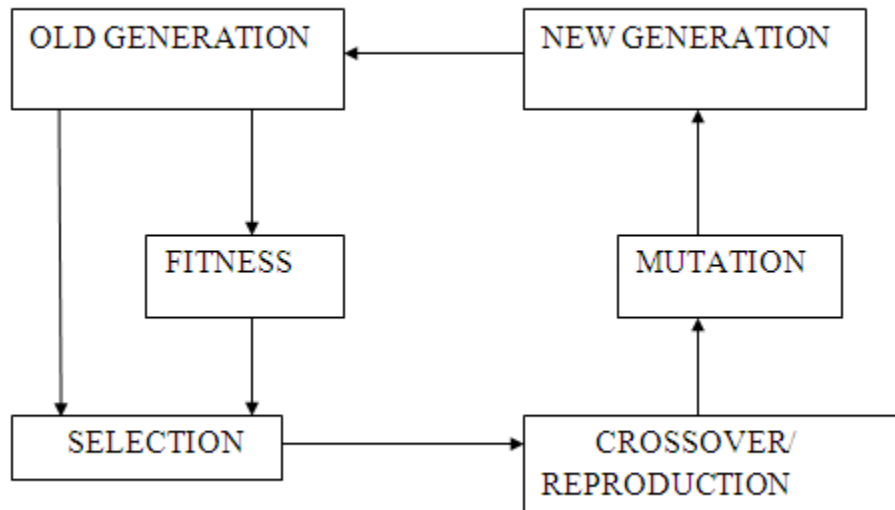 OLD GENERATION
NEW GENERATION
FITNESS
MUTATION
SELECTION
CROSSOVER/
REPRODUCTION